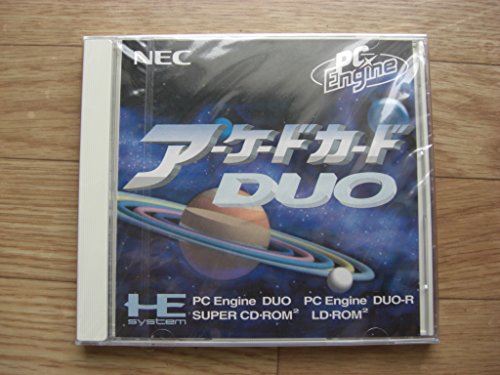 NEC
PC Engine
アーケードカード
DUO
HE system
PC Engine DUO PC Engine DUO-R
SUPER CD-ROM² LD-ROM²